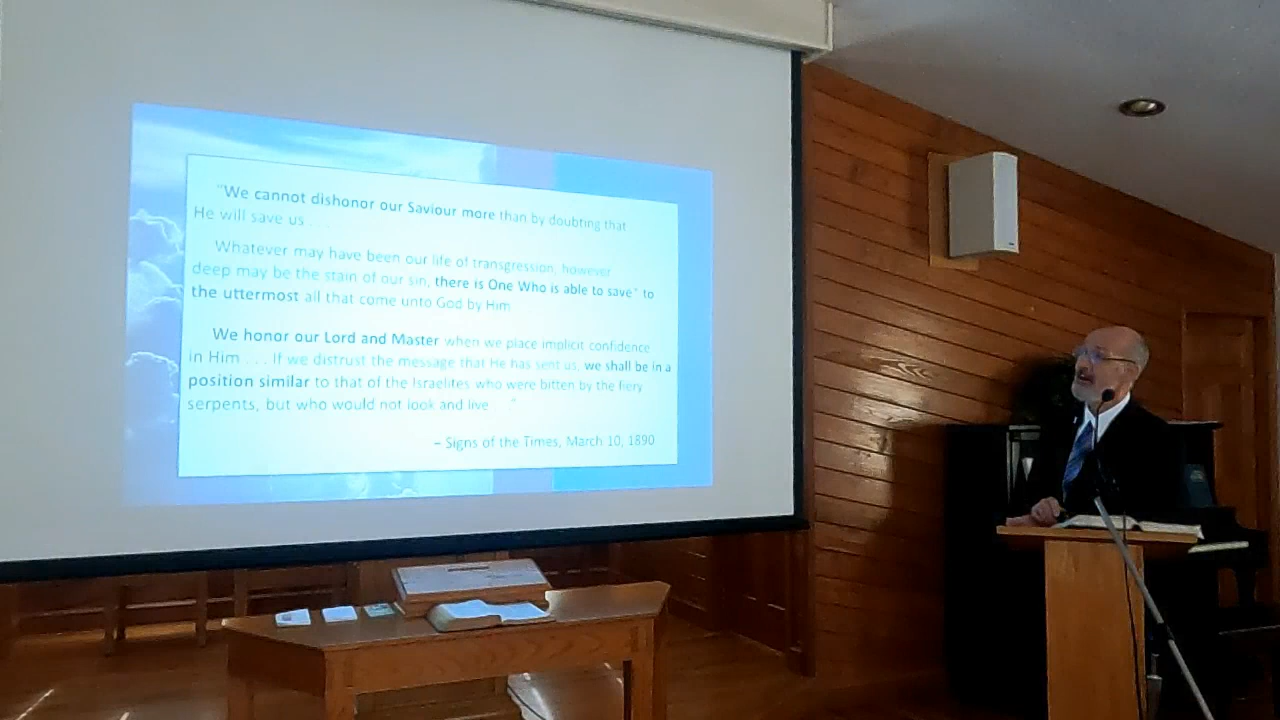 "We cannot dishonor our Saviour more than by doubting that
He will save us . . . .
Whatever may have been our life of transgression, however
deep may be the stain of our sin, there is One Who is able to save" to
the uttermost all that come unto God by Him
We honor our Lord and Master when we place implicit confidence
in Him . . . . If we distrust the message that He has sent us, we shall be in a
position similar to that of the Israelites who were bitten by the fiery
serpents, but who would not look and live . . ."
– Signs of the Times, March 10, 1890